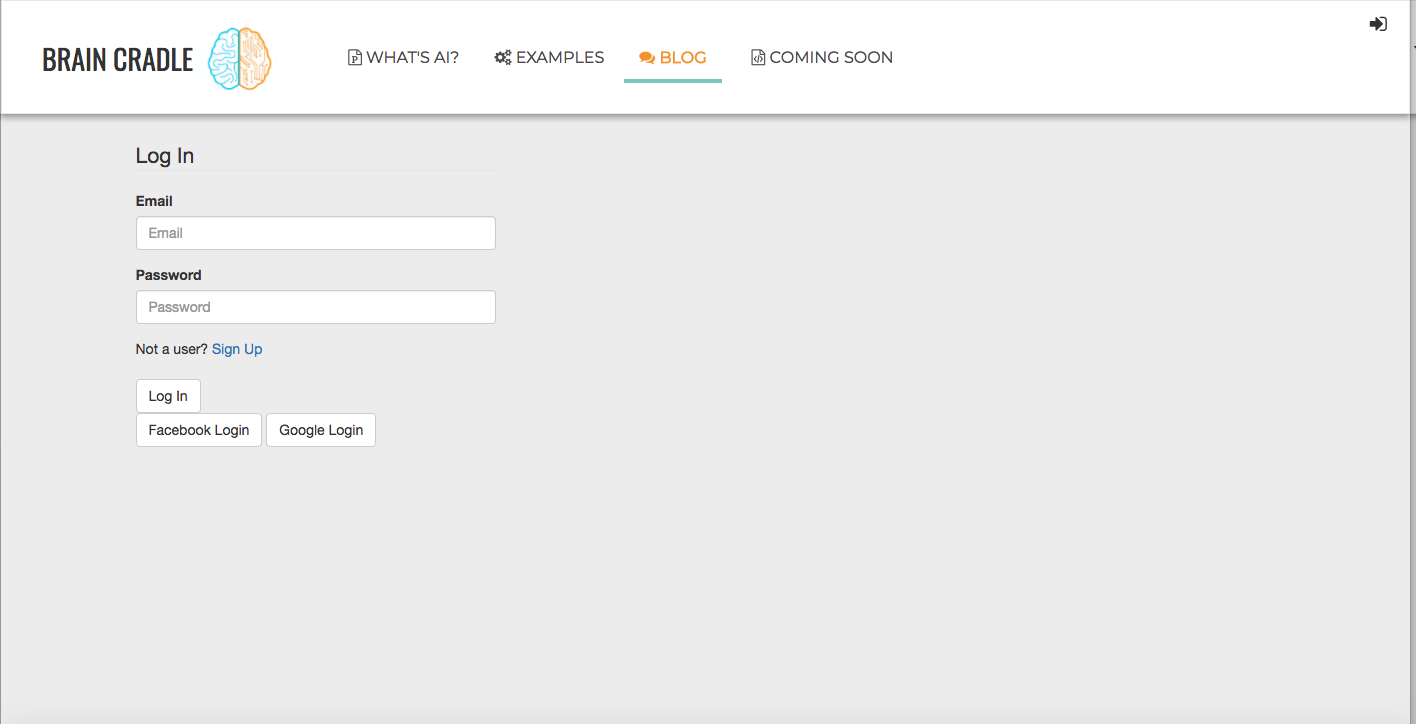 BRAIN CRADLE
WHAT'S AI? EXAMPLES BLOG COMING SOON
Log In
Email
Email
Password
Password
Not a user? Sign Up
Log In
Facebook Login Google Login